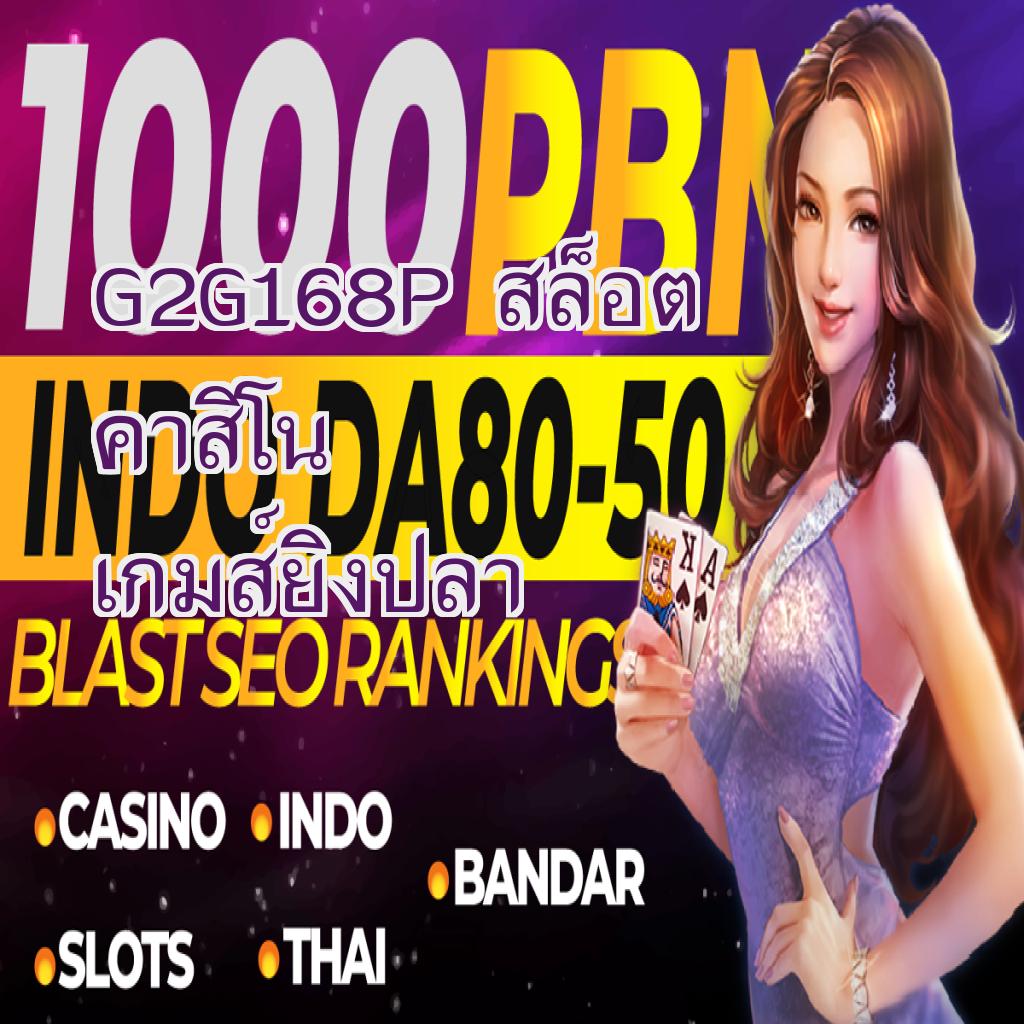 1000PBN
G2G168P สล็อต
INDO DA80-50
คาสิโน
เกมส์ยิงปลา
BLAST SEO RANKINGS
CASINO
INDO
BANDAR
SLOTS
THAI
K A